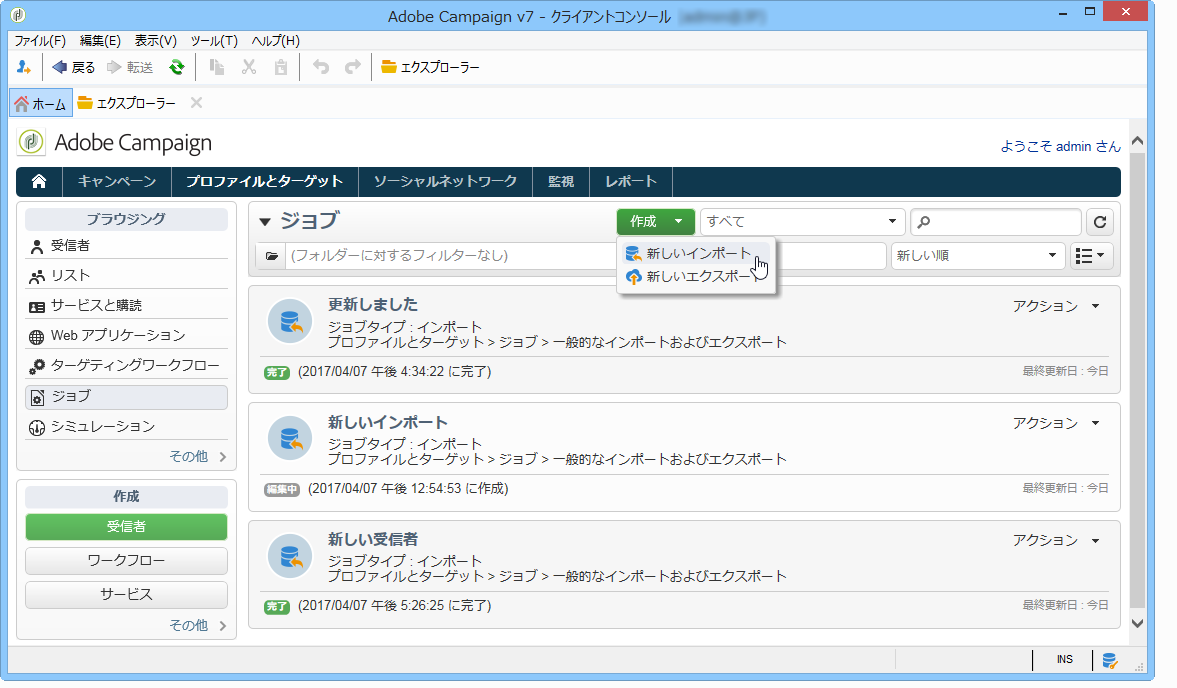 Adobe Campaign v7 - クライアントコンソール
ファイル(F) 編集(E) 表示(V) ツール(T) ヘルプ(H)
戻る 転送 エクスプローラー
ホーム エクスプローラー
Adobe Campaign
ようこそ admin さん
キャンペーン プロファイルとターゲット ソーシャルネットワーク 監視 レポート
ブラウジング
受信者
リスト
サービスと購読
Web アプリケーション
ターゲティングワークフロー
ジョブ
シミュレーション
その他
作成
受信者
ワークフロー
サービス
その他
ジョブ 作成 すべて
(フォルダーに対するフィルターなし) 新しい順
新しいインポート
新しいエクスポー
更新しました アクション
ジョブタイプ : インポート
プロファイルとターゲット > ジョブ > 一般的なインポートおよびエクスポート
完了 (2017/04/07 午後 4:34:22 に完了) 最終更新日 : 今日
新しいインポート アクション
ジョブタイプ : インポート
プロファイルとターゲット > ジョブ > 一般的なインポートおよびエクスポート
編集中 (2017/04/07 午後 12:54:53 に作成) 最終更新日 : 今日
新しい受信者 アクション
ジョブタイプ : インポート
プロファイルとターゲット > ジョブ > 一般的なインポートおよびエクスポート
完了 (2017/04/07 午後 5:26:25 に完了) 最終更新日 : 今日
INS